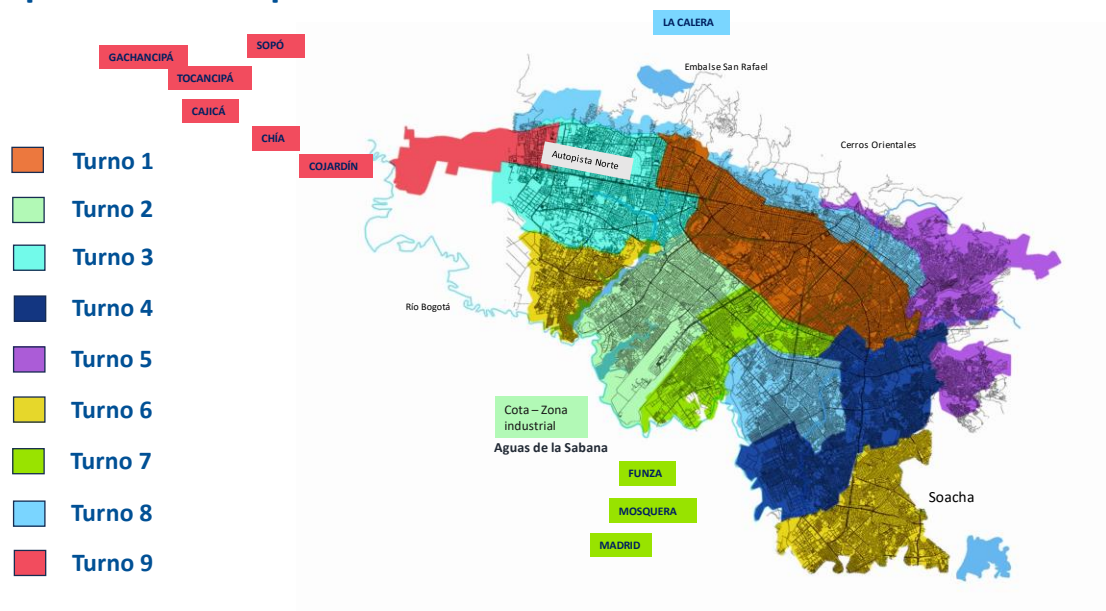 LA CALERA
SOPÓ
GACHANCIPÁ
TOCANCIPÁ
CAJICÁ
CHÍA
COJARDÍN
Embalse San Rafael
Cerros Orientales
Autopista Norte
Turno 1
Turno 2
Turno 3
Turno 4
Turno 5
Turno 6
Turno 7
Turno 8
Turno 9
Río Bogotá
Cota – Zona
industrial
Aguas de la Sabana
FUNZA
MOSQUERA
MADRID
Soacha